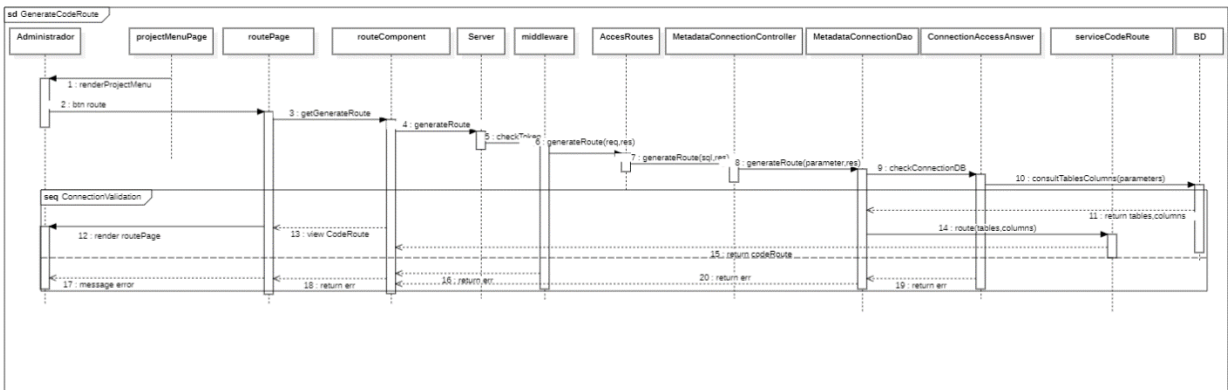 sd GenerateCodeRoute
Administrador
projectMenuPage
routePage
routeComponent
Server
middleware
AccesRoutes
MetadataConnectionController
MetadataConnectionDao
ConnectionAccessAnswer
serviceCodeRoute
BD
1 : renderProjectMenu
2 : btn route
3 : getGenerateRoute
4 : generateRoute
5 : checkToken
6 : generateRoute(req,res)
7 : generateRoute(sql,res)
8 : generateRoute(parameter,res)
9 : checkConnectionDB
10 : consultTablesColumns(parameters)
seq ConnectionValidation
11 : return tables,columns
12 : render routePage
13 : view CodeRoute
14 : route(tables,columns)
15 : return codeRoute
16 : return err
20 : return err
17 : message error
18 : return err
19 : return err